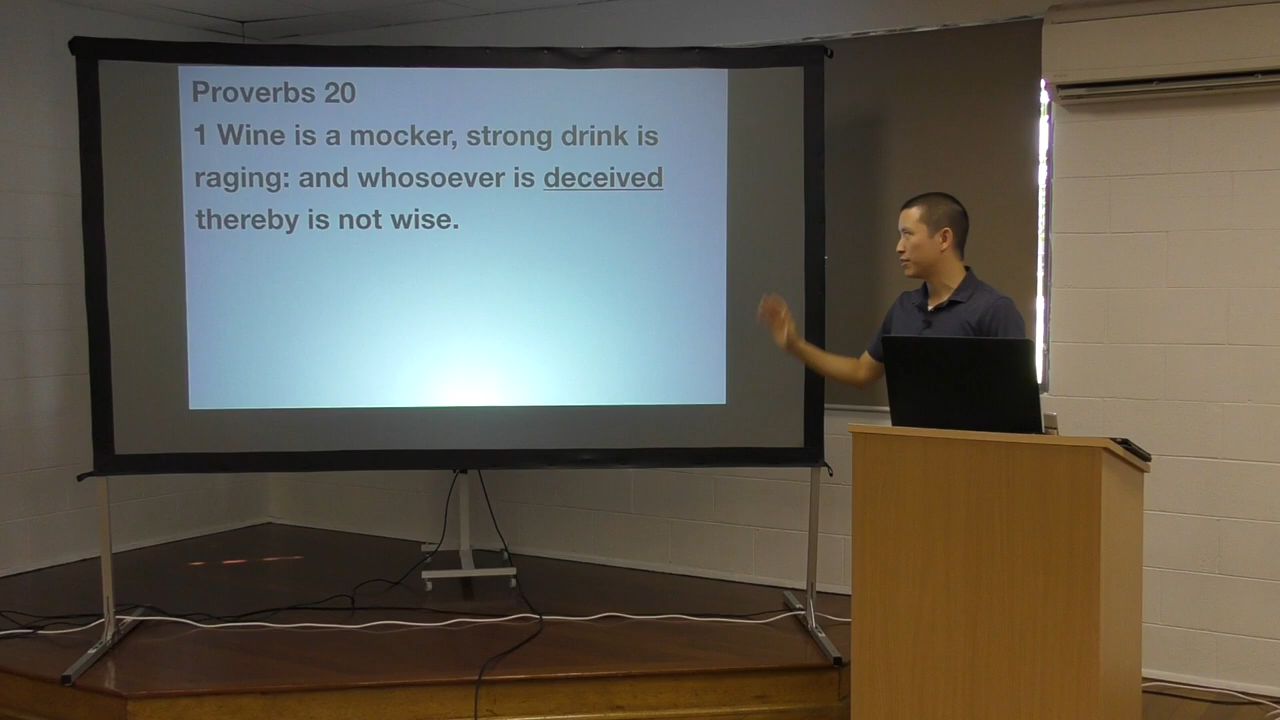 Proverbs 20
1 Wine is a mocker, strong drink is
raging: and whosoever is deceived
thereby is not wise.